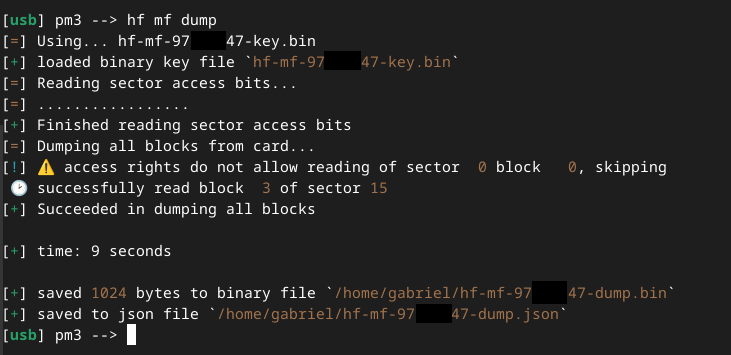 [usb] pm3 --> hf mf dump
[=] Using... hf-mf-97 47-key.bin
[+] loaded binary key file `hf-mf-97 47-key.bin`
[=] Reading sector access bits...
[=] .................
[+] Finished reading sector access bits
[=] Dumping all blocks from card...
[!] ⚠️ access rights do not allow reading of sector  0 block   0, skipping
🕑 successfully read block  3 of sector 15
[+] Succeeded in dumping all blocks
[+] time: 9 seconds
[+] saved 1024 bytes to binary file `/home/gabriel/hf-mf-97 47-dump.bin`
[+] saved to json file `/home/gabriel/hf-mf-97 47-dump.json`
[usb] pm3 -->